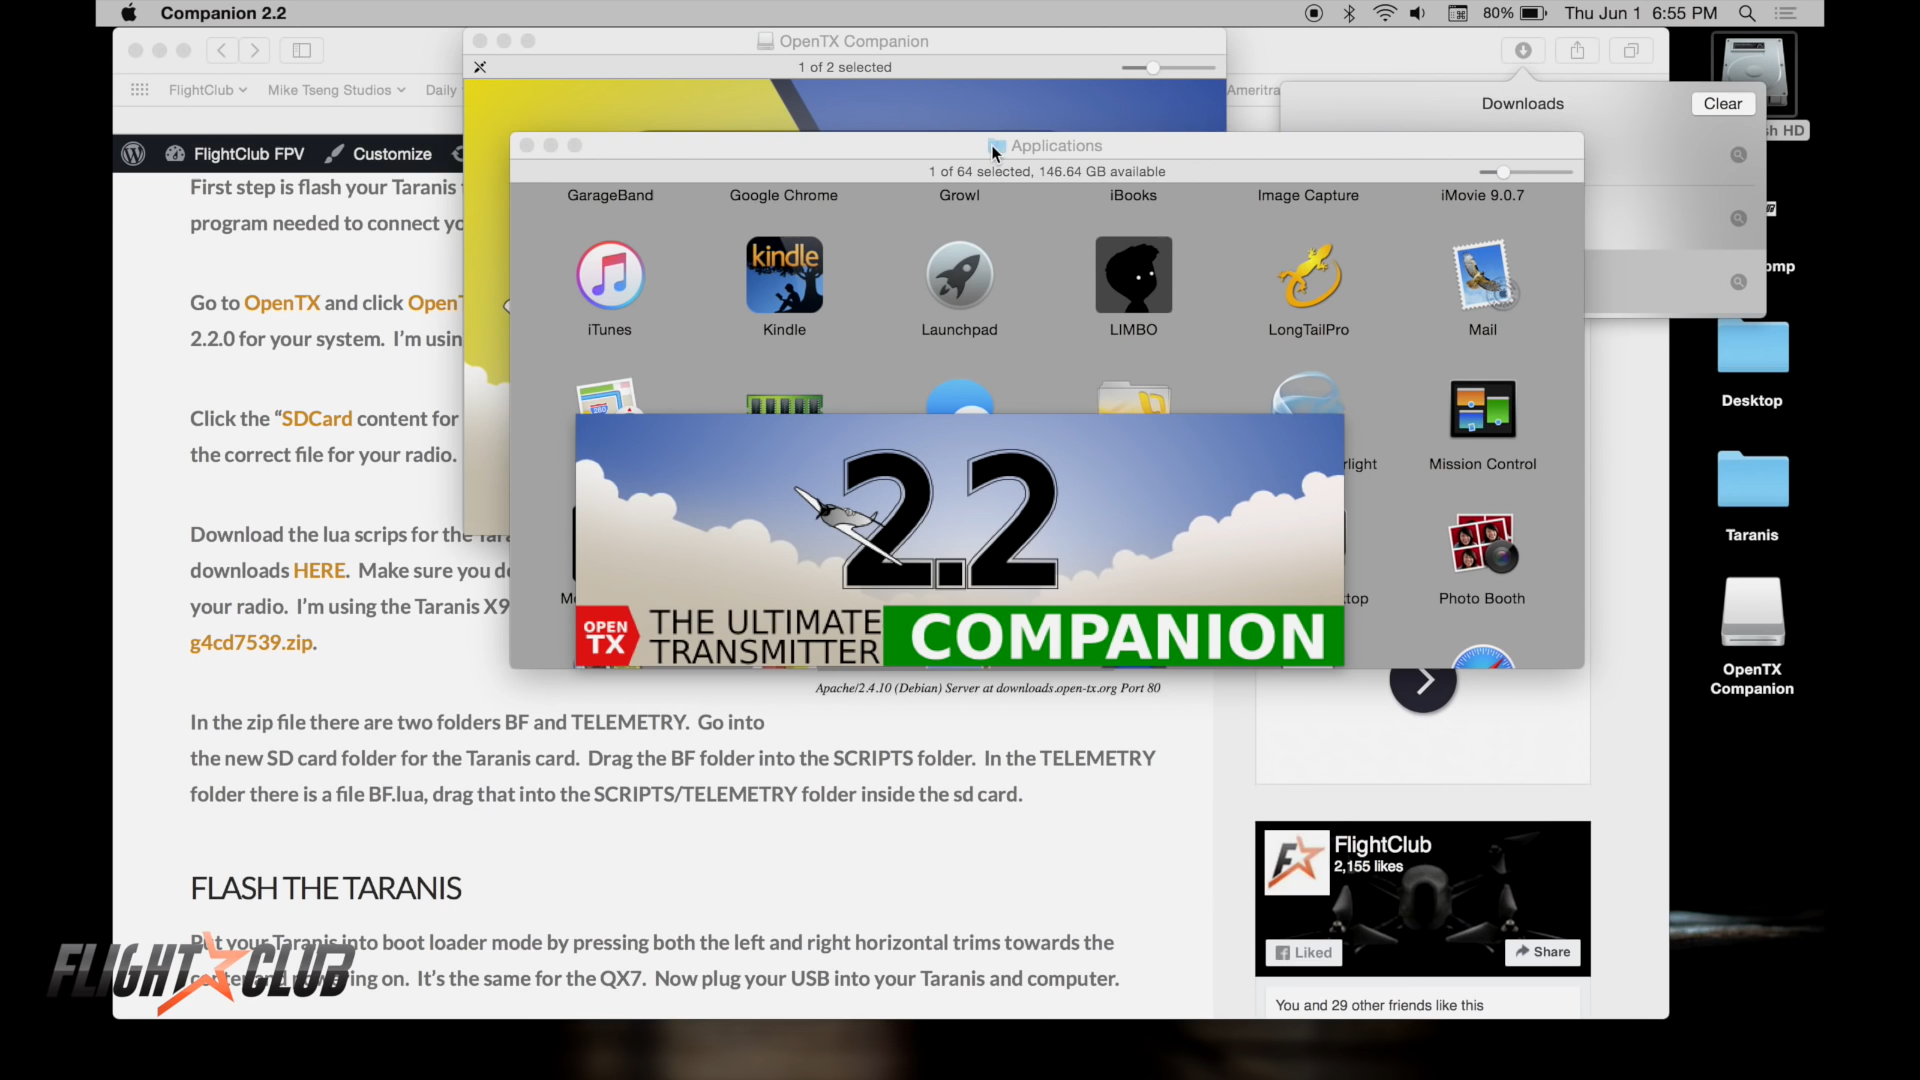 Companion 2.2
80%
Thu Jun 1 6:55 PM
OpenTX Companion
1 of 2 selected
FlightClub
Mike Tseng Studios
Daily
Ameritra
Downloads
Clear
FlightClub FPV
Customize
Applications
1 of 64 selected, 146.64 GB available
GarageBand
Google Chrome
Growl
iBooks
Image Capture
iMovie 9.0.7
kindle
iTunes
Kindle
Launchpad
LIMBO
LongTailPro
Mail
Mission Control
Photo Booth
2.2
OPEN TX
THE ULTIMATE
TRANSMITTER
COMPANION
First step is flash your Taranis
program needed to connect
Go to OpenTX and click
2.2.0 for your system. I'm
Click the “SDCard content for
the correct file for your radio.
Download the lua scrips for the
downloads HERE. Make sure you
your radio. I'm using the Taranis X9
g4cd7539.zip.
Apache/2.4.10 (Debian) Server at downloads.open-tx.org Port 80
In the zip file there are two folders BF and TELEMETRY. Go into
the new SD card folder for the Taranis card. Drag the BF folder into the SCRIPTS folder. In the TELEMETRY
folder there is a file BF.lua, drag that into the SCRIPTS/TELEMETRY folder inside the sd card.
FLASH THE TARANIS
Put your Taranis into boot loader mode by pressing both the left and right horizontal trims towards the
center and powering on. It's the same for the QX7. Now plug your USB into your Taranis and computer.
FLIGHT CLUB
FlightClub
2,155 likes
Liked
Share
You and 29 other friends like this
HD
Desktop
Taranis
OpenTX
Companion